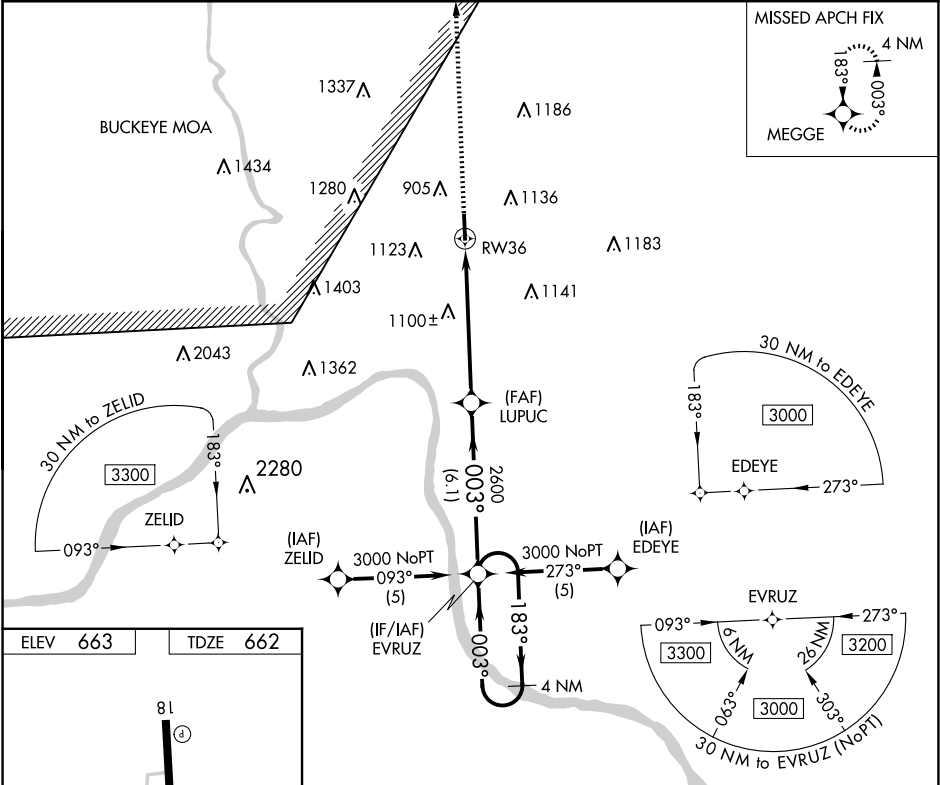 MISSED APCH FIX
4 NM
183°
003°
MEGGE
1337
1186
BUCKEYE MOA
1434
1280
905
1136
1123
RW36
1183
1403
1141
1100±
2043
1362
(FAF)
LUPUC
30 NM to ZELID
183°
3300
ZELID
093°
2280
30 NM to EDEYE
183°
3000
EDEYE
273°
2600
003°
(6.1)
(IAF)
ZELID
3000 NoPT
093°
(5)
3000 NoPT
273°
(5)
(IAF)
EDEYE
(IF/IAF)
EVRUZ
003°
183°
4 NM
EVRUZ
093°
273°
3300
6 NM
26 NM
3200
063°
3000
303°
30 NM to EVRUZ (NoPT)
ELEV 663
TDZE 662
18
P